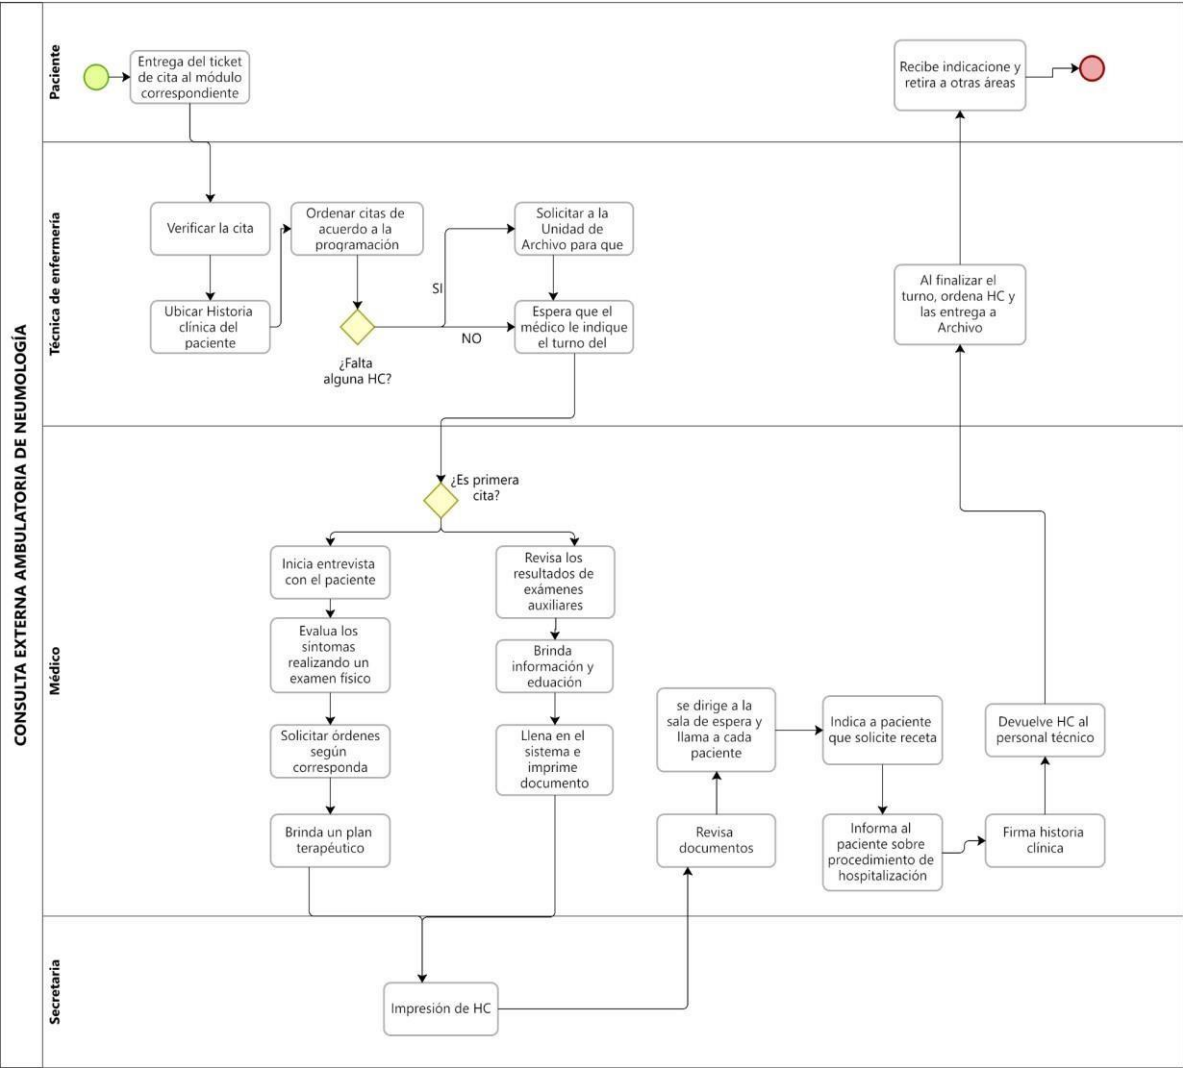 CONSULTA EXTERNA AMBULATORIA DE NEUMOLOGÍA
Paciente
Entrega del ticket
de cita al módulo
correspondiente
Recibe indicacione y
retira a otras áreas
Técnica de enfermería
Verificar la cita
Ubicar Historia
clínica del
paciente
Ordenar citas de
acuerdo a la
programación
¿Falta
alguna HC?
SI
NO
Solicitar a la
Unidad de
Archivo para que
Espera que el
médico le indique
el turno del
Al finalizar el
turno, ordena HC y
las entrega a
Archivo
Médico
¿Es primera
cita?
Inicia entrevista
con el paciente
Evalua los
síntomas
realizando un
examen físico
Solicitar órdenes
según
corresponda
Brinda un plan
terapéutico
Revisa los
resultados de
exámenes
auxiliares
Brinda
información y
eduación
Llena en el
sistema e
imprime
documento
se dirige a la
sala de espera y
llama a cada
paciente
Revisa
documentos
Indica a paciente
que solicite receta
Informa al
paciente sobre
procedimiento de
hospitalización
Firma historia
clínica
Devuelve HC al
personal técnico
Secretaria
Impresión de HC